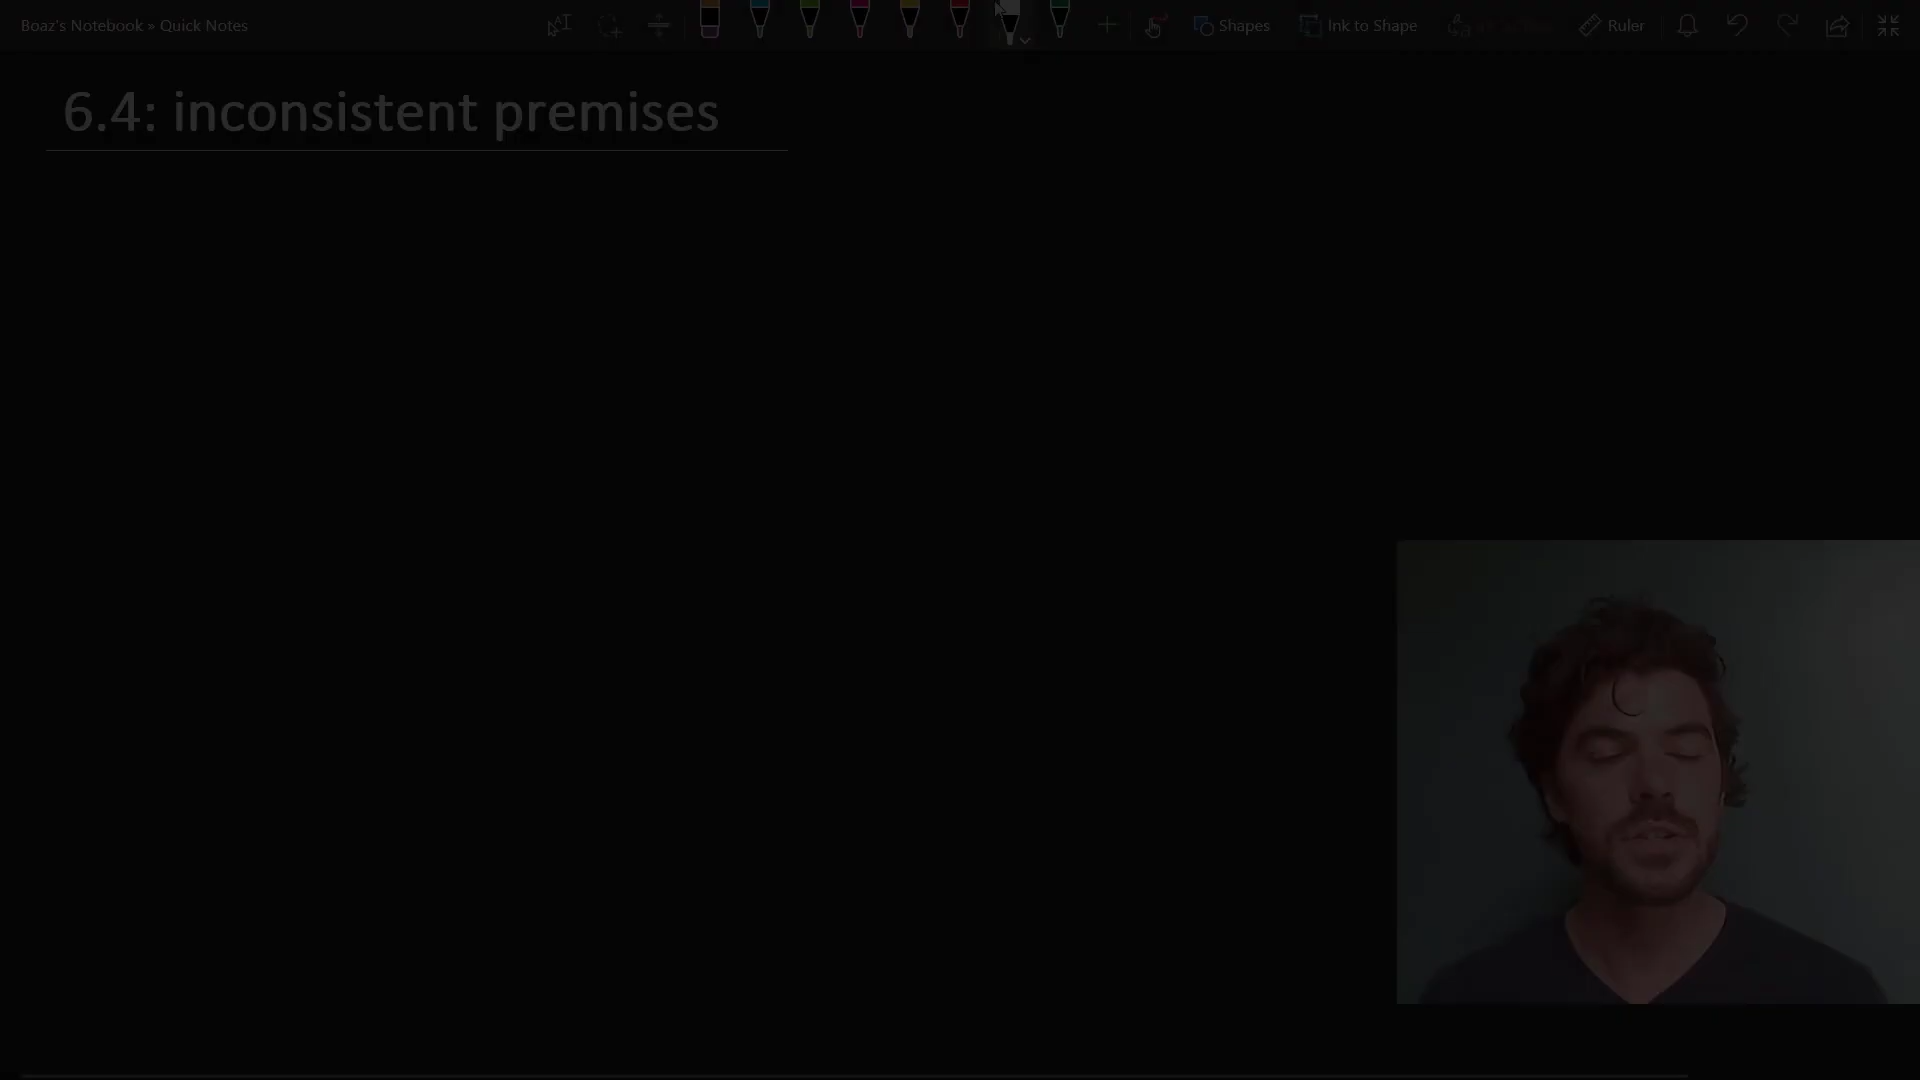 Boaz's Notebook » Quick Notes
Shapes
Ink to Shape
Ruler
6.4: inconsistent premises